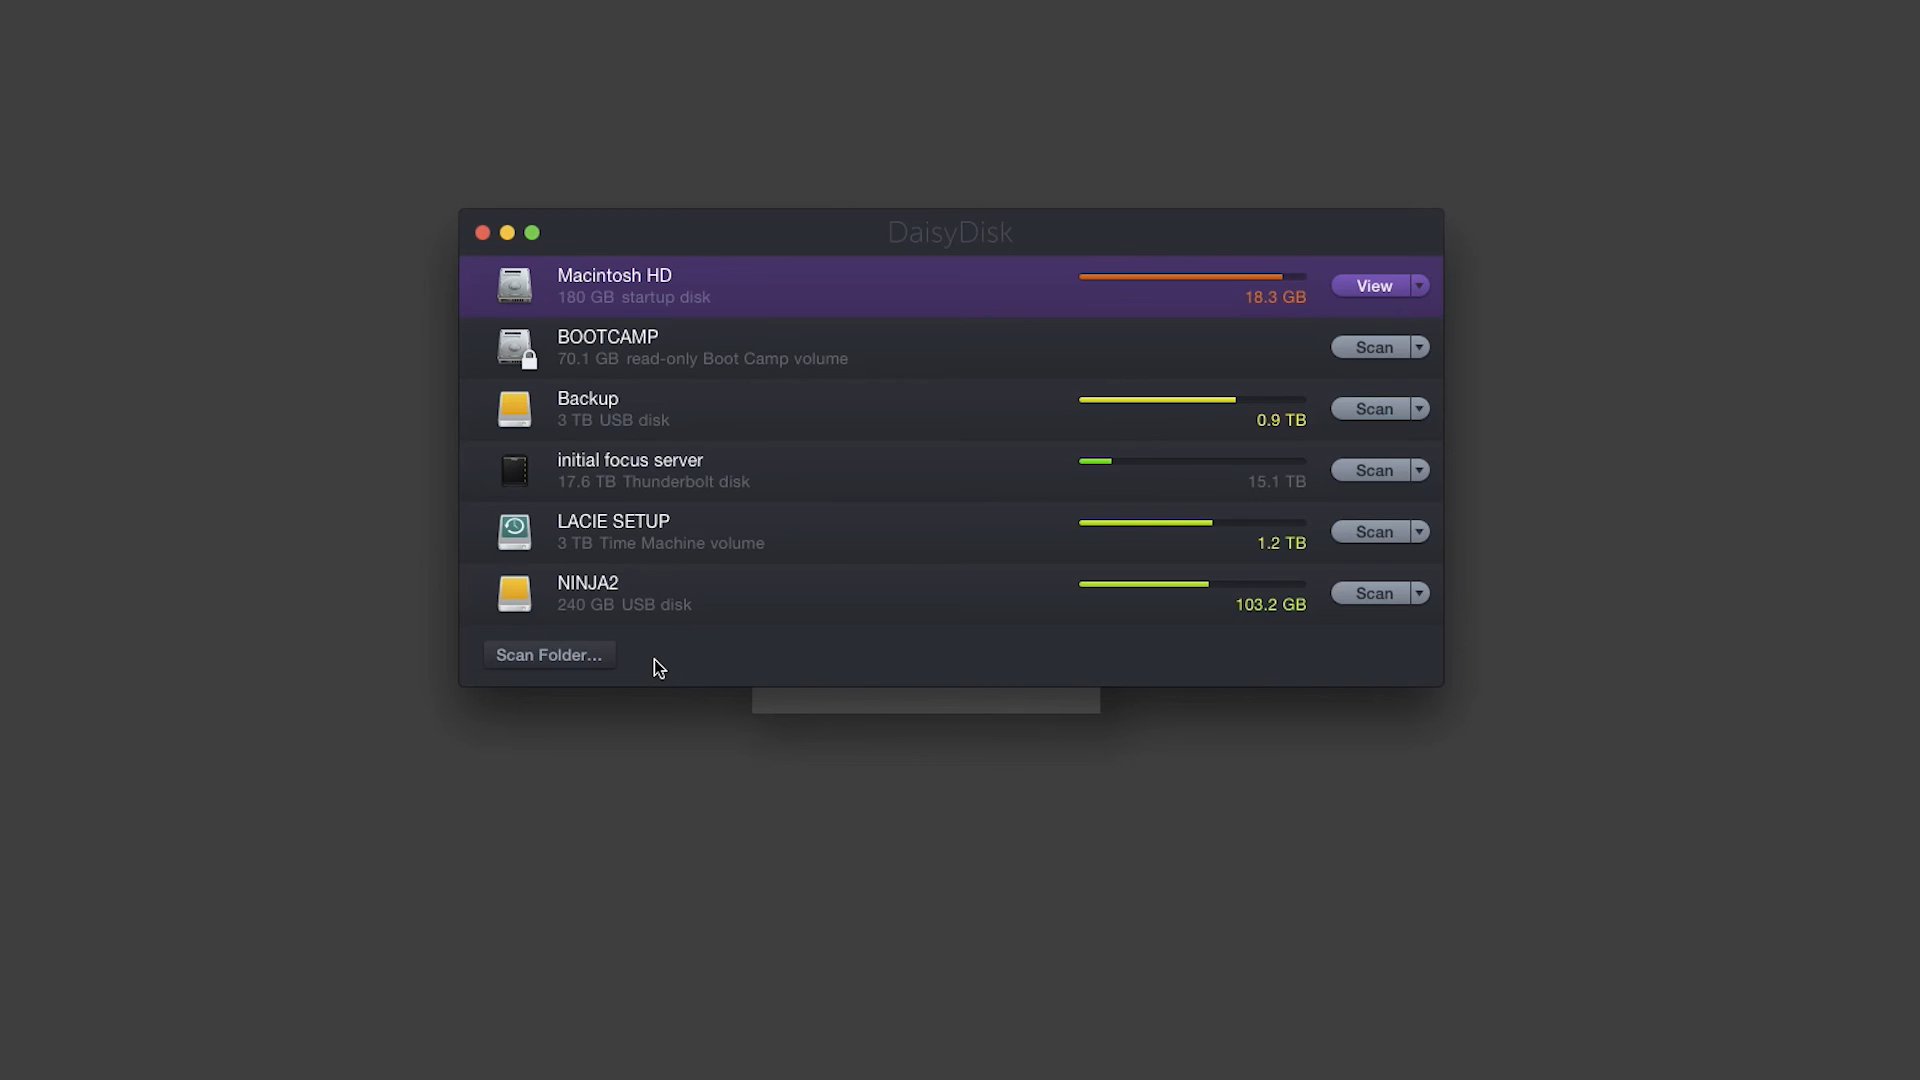 DaisyDisk
Macintosh HD
180 GB startup disk
18.3 GB
View
BOOTCAMP
70.1 GB read-only Boot Camp volume
Scan
Backup
3 TB USB disk
0.9 TB
Scan
initial focus server
17.6 TB Thunderbolt disk
15.1 TB
Scan
LACIE SETUP
3 TB Time Machine volume
1.2 TB
Scan
NINJA2
240 GB USB disk
103.2 GB
Scan
Scan Folder...